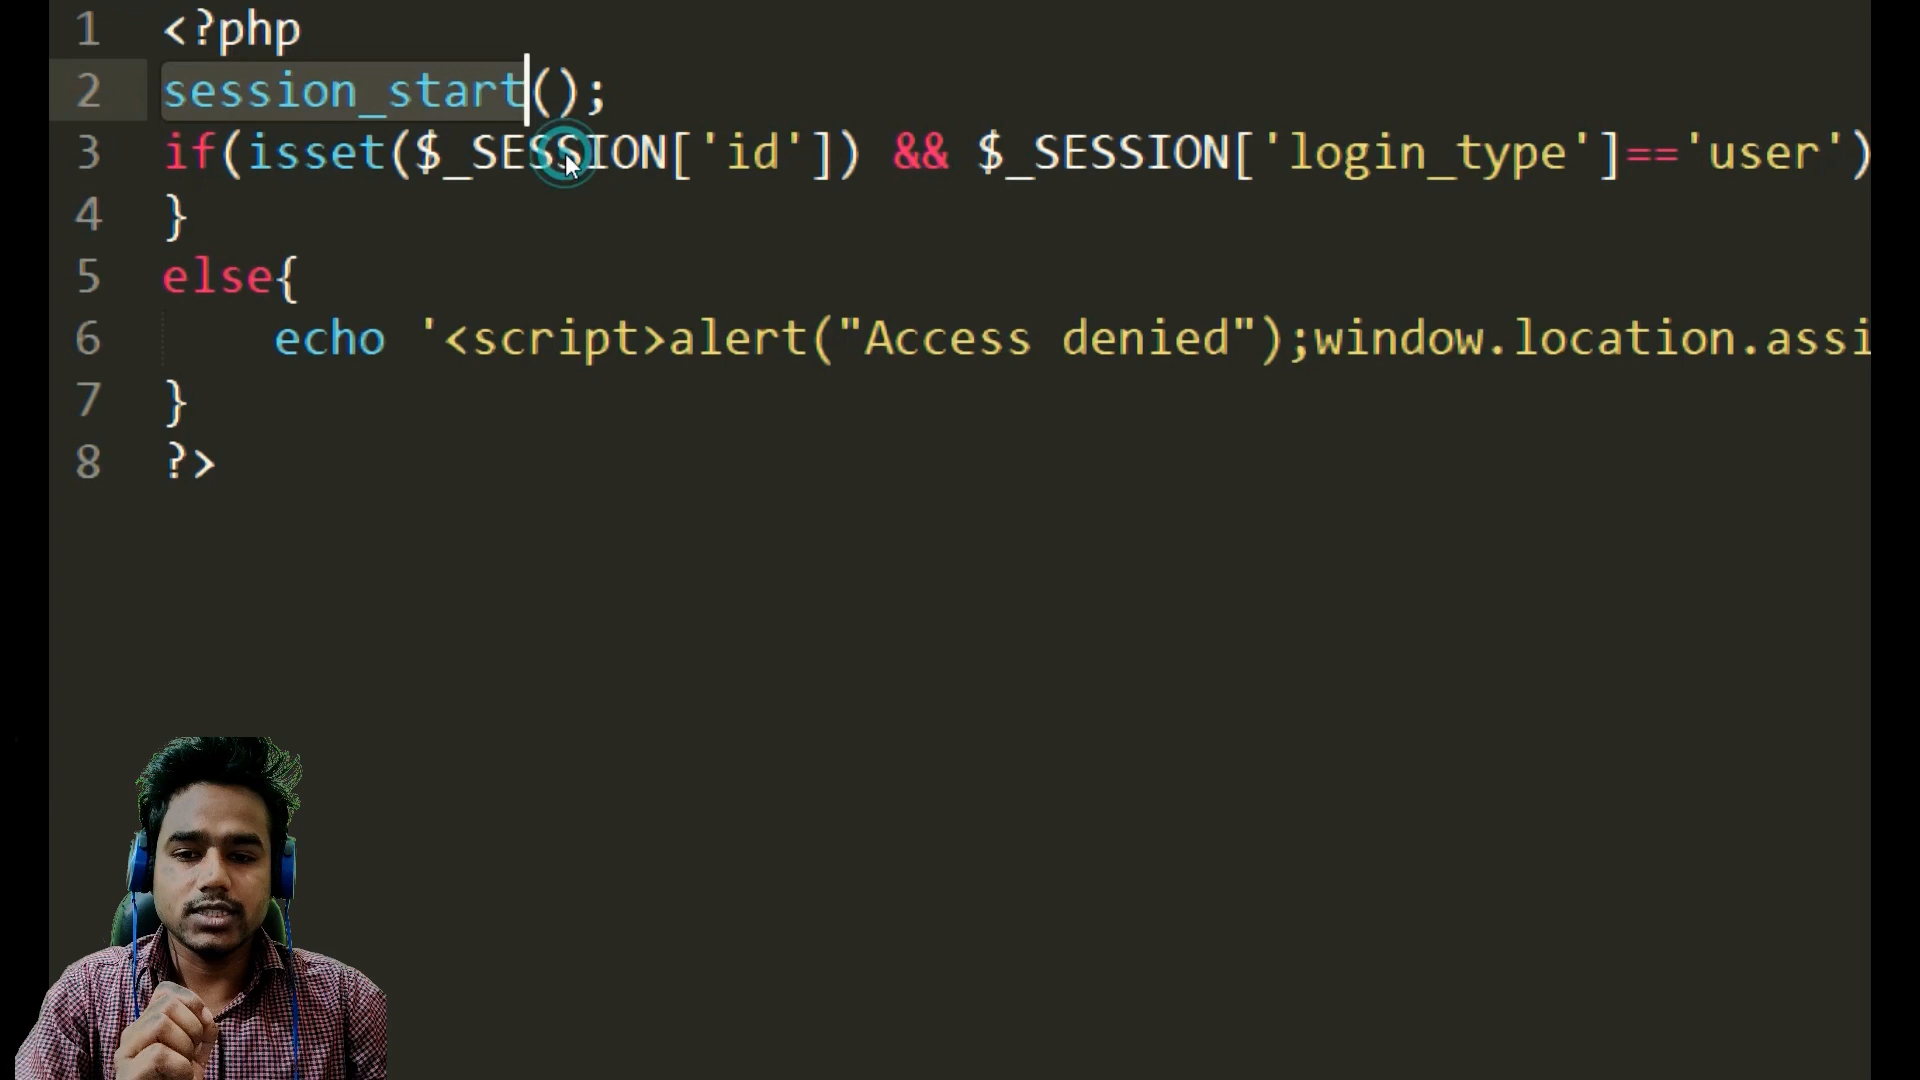 1 <?php
2 session_start();
3 if(isset($_SESSION['id']) && $_SESSION['login_type']=='user')
4 }
5 else{
6 echo '<script>alert("Access denied");window.location.assi
7 }
8 ?>